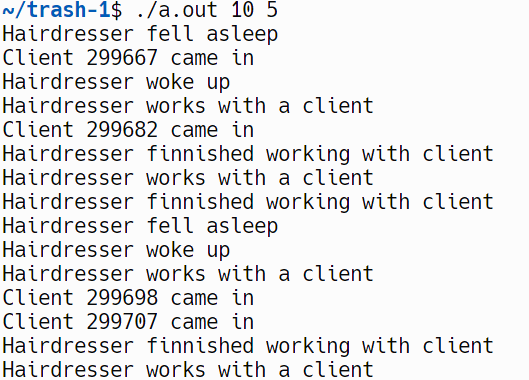 ~/trash-1$ ./a.out 10 5
Hairdresser fell asleep
Client 299667 came in
Hairdresser woke up
Hairdresser works with a client
Client 299682 came in
Hairdresser finnished working with client
Hairdresser works with a client
Hairdresser finnished working with client
Hairdresser fell asleep
Hairdresser woke up
Hairdresser works with a client
Client 299698 came in
Client 299707 came in
Hairdresser finnished working with client
Hairdresser works with a client